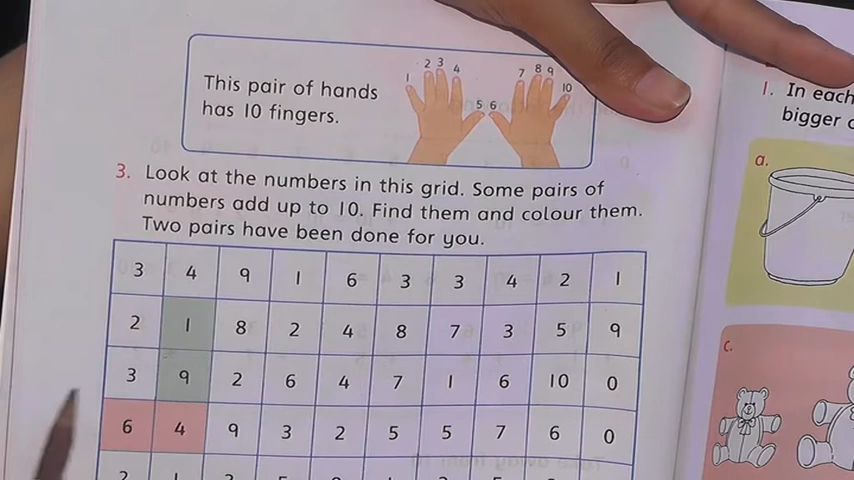 1 2 3 4 5 6 7 8 9 10
This pair of hands
has 10 fingers.
3. Look at the numbers in this grid. Some pairs of
numbers add up to 10. Find them and colour them.
Two pairs have been done for you.
3 4 9 1 6 3 3 4 2 1
2 1 8 2 4 8 7 3 5 9
3 9 2 6 4 7 1 6 10 0
6 4 9 3 2 5 5 7 6 0
1. In each
bigger
a.
c.